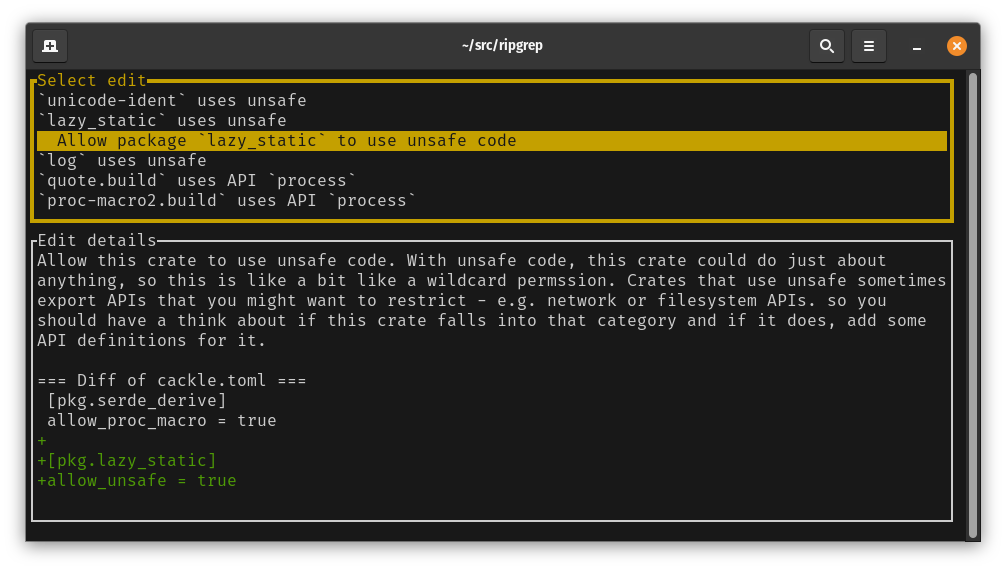 ~/src/ripgrep
Select edit
`unicode-ident` uses unsafe
`lazy_static` uses unsafe
Allow package `lazy_static` to use unsafe code
`log` uses unsafe
`quote.build` uses API `process`
`proc-macro2.build` uses API `process`
Edit details
Allow this crate to use unsafe code. With unsafe code, this crate could do just about
anything, so this is like a bit like a wildcard permssion. Crates that use unsafe sometimes
export APIs that you might want to restrict - e.g. network or filesystem APIs. so you
should have a think about if this crate falls into that category and if it does, add some
API definitions for it.
=== Diff of cackle.toml ===
[pkg.serde_derive]
allow_proc_macro = true
+
+[pkg.lazy_static]
+allow_unsafe = true